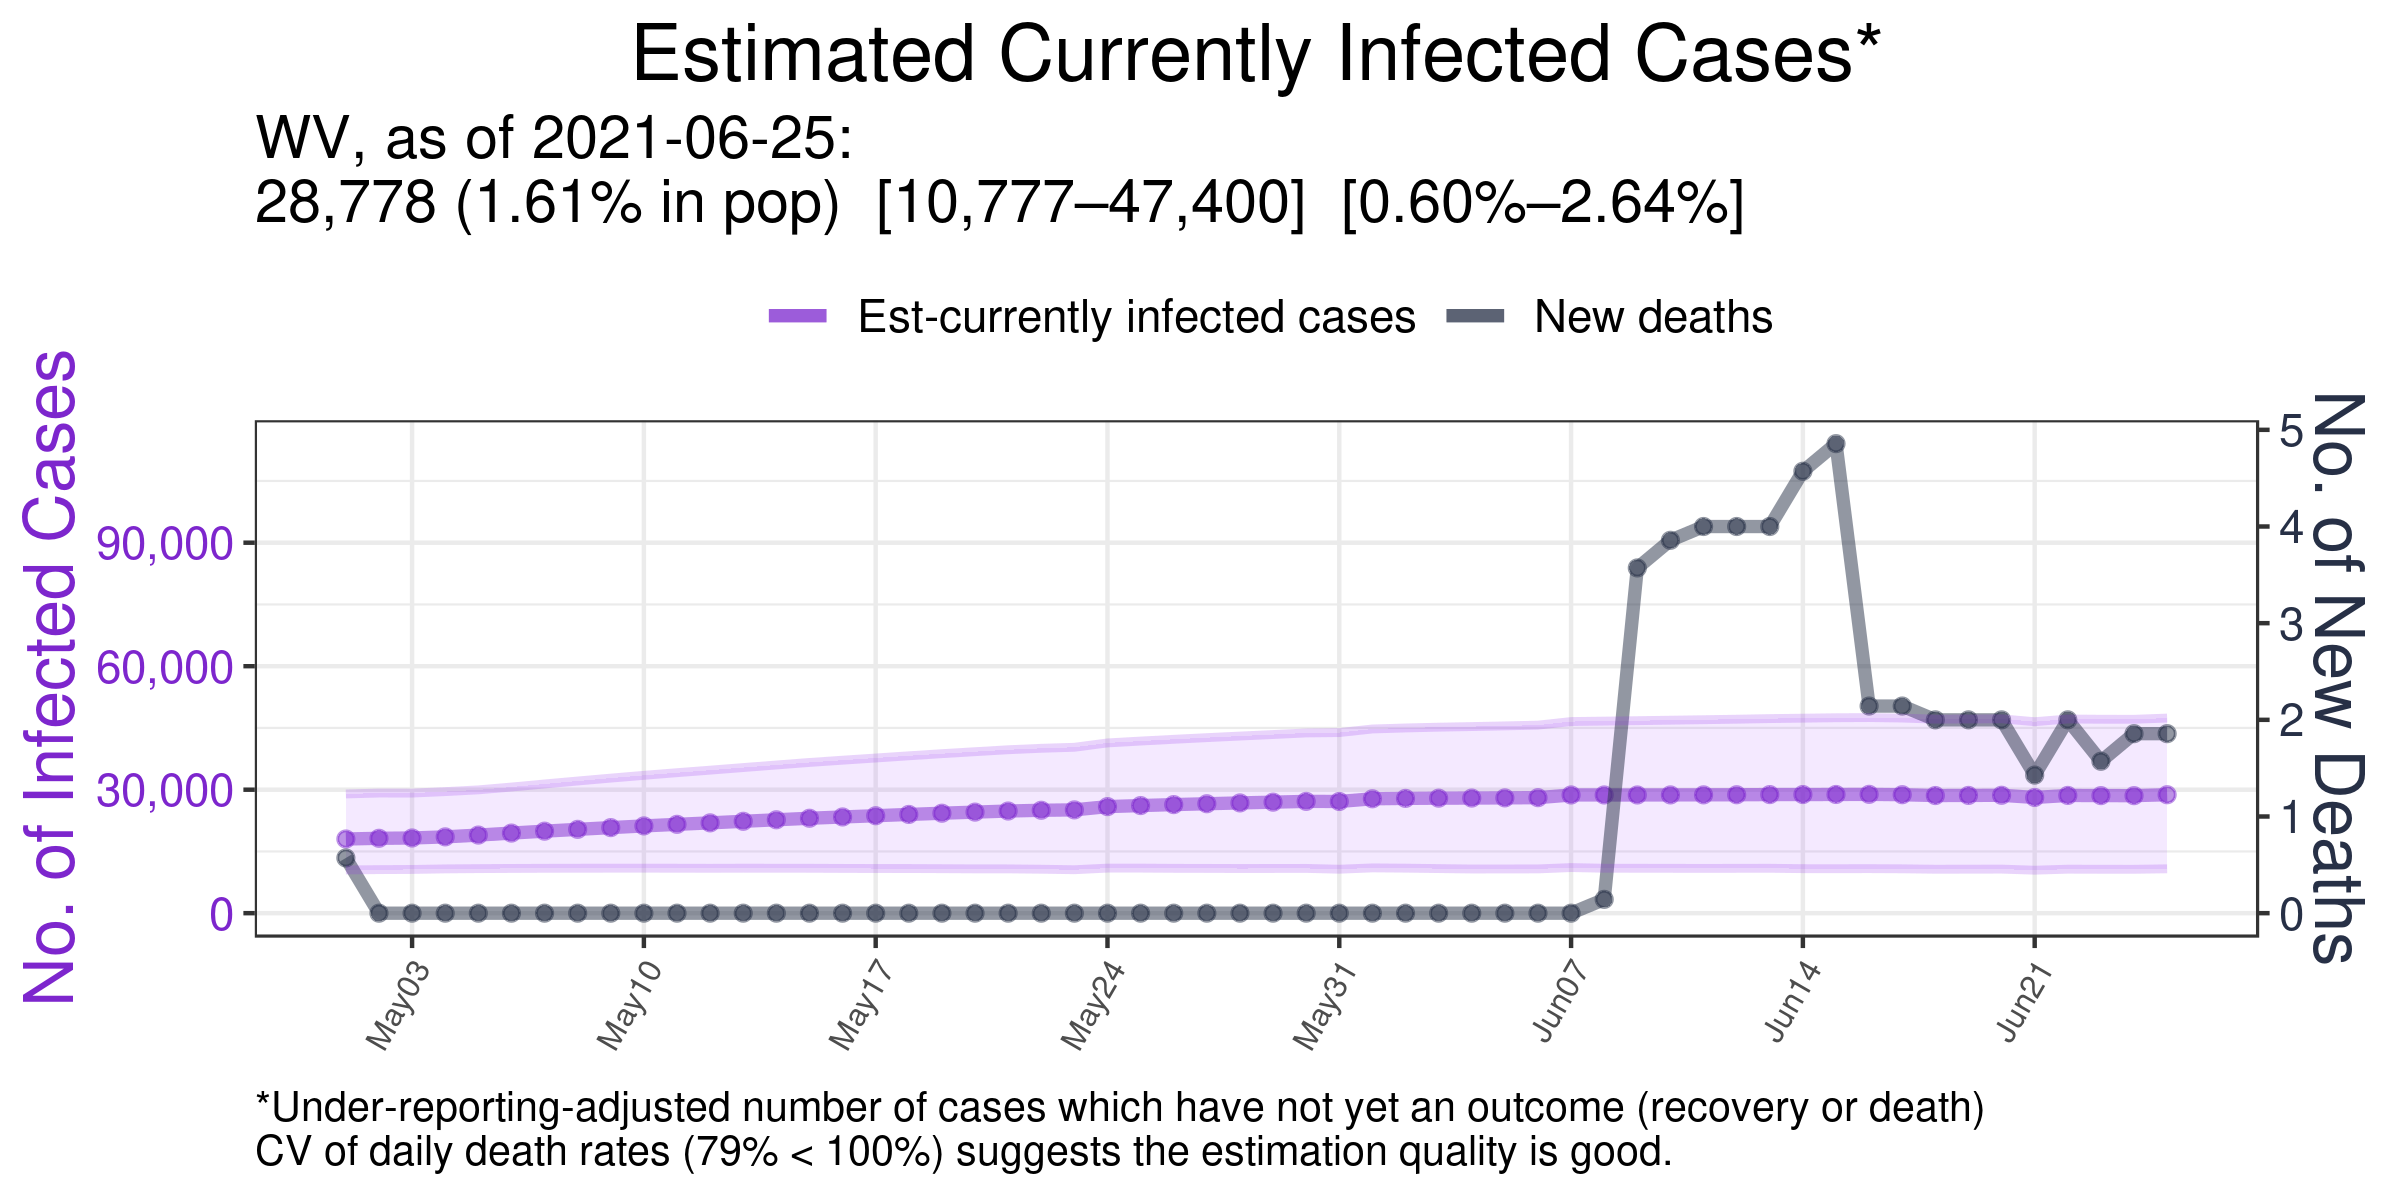 Estimated Currently Infected Cases*
WV, as of 2021-06-25:
28,778 (1.61% in pop)  [10,777–47,400]  [0.60%–2.64%]
Est-currently infected cases
New deaths
No. of Infected Cases
90,000
60,000
30,000
0
5
4
3
2
1
0
No. of New Deaths
May03
May10
May17
May24
May31
Jun07
Jun14
Jun21
*Under-reporting-adjusted number of cases which have not yet an outcome (recovery or death)
CV of daily death rates (79% < 100%) suggests the estimation quality is good.